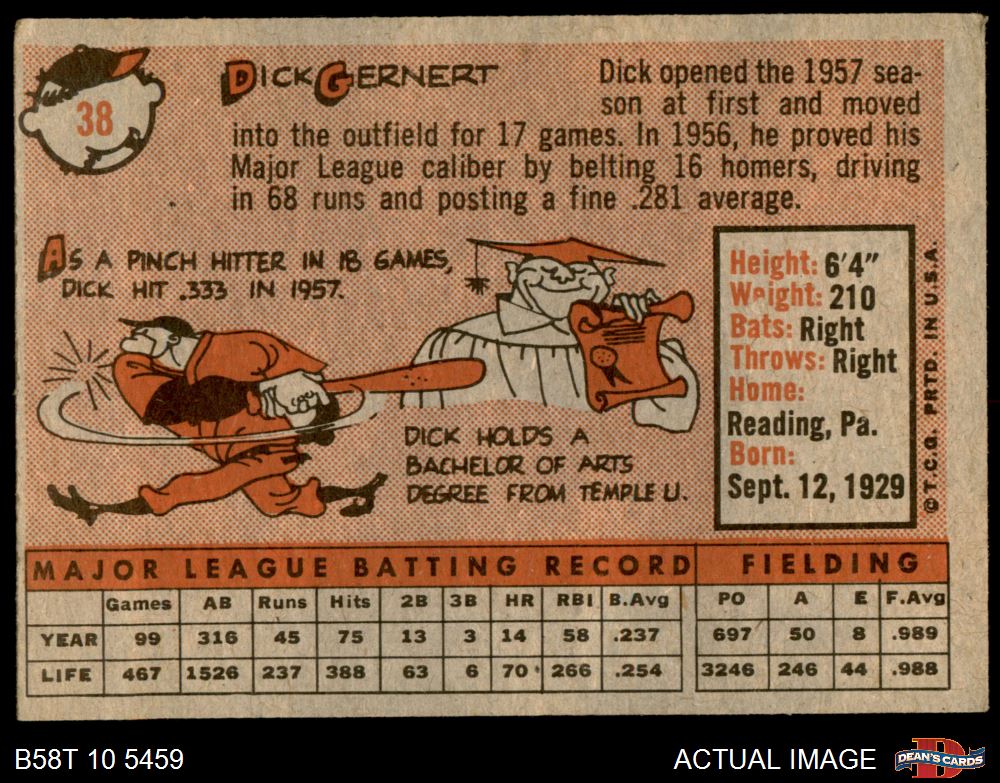 38
DICK GERNERT
Dick opened the 1957 sea-
son at first and moved
into the outfield for 17 games. In 1956, he proved his
Major League caliber by belting 16 homers, driving
in 68 runs and posting a fine .281 average.
AS A PINCH HITTER IN 18 GAMES,
DICK HIT .333 IN 1957.
DICK HOLDS A
BACHELOR OF ARTS
DEGREE FROM TEMPLE U.
Height: 6'4"
Weight: 210
Bats: Right
Throws: Right
Home:
Reading, Pa.
Born:
Sept. 12, 1929
© T.C.G. PRTD. IN U.S.A.
MAJOR LEAGUE BATTING RECORD FIELDING
Games AB Runs Hits 2B 3B HR RBI B.Avg PO A E F.Avg
YEAR 99 316 45 75 13 3 14 58 .237 697 50 8 .989
LIFE 467 1526 237 388 63 6 70 266 .254 3246 246 44 .988
B58T 10 5459 ACTUAL IMAGE DEAN'S CARDS